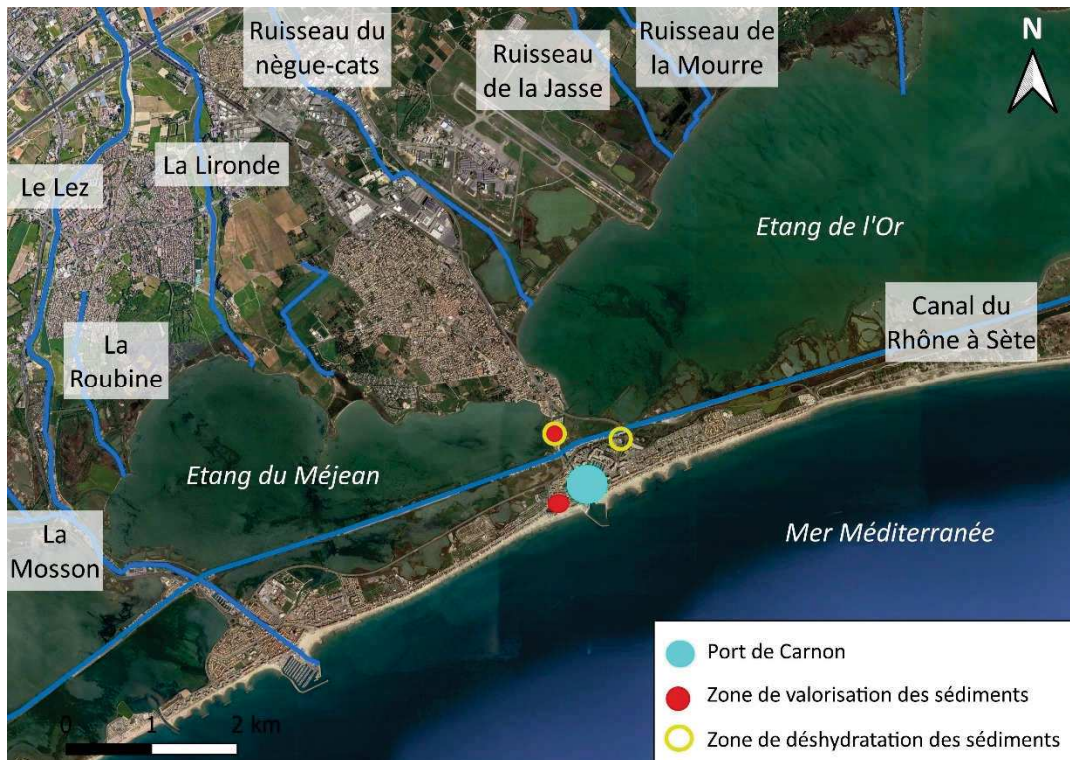 Ruisseau du
nègue-cats
Ruisseau
de la Jasse
Ruisseau de
la Mourre
N
La Lironde
Le Lez
Etang de l'Or
Canal du
Rhône à Sète
La
Roubine
Etang du Méjean
Mer Méditerranée
La
Mosson
Port de Carnon
Zone de valorisation des sédiments
Zone de déshydratation des sédiments
0 1 2 km